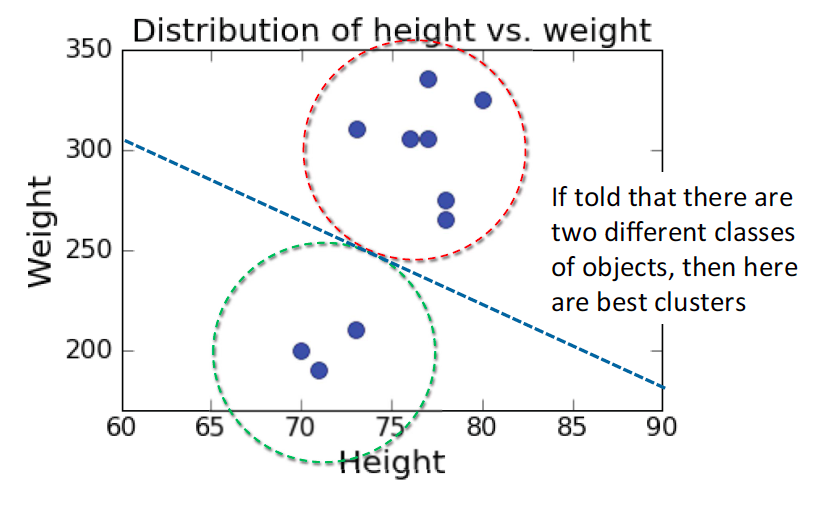 Distribution of height vs. weight
350
300
250
200
Weight
If told that there are
two different classes
of objects, then here
are best clusters
60 65 70 75 80 85 90
Height